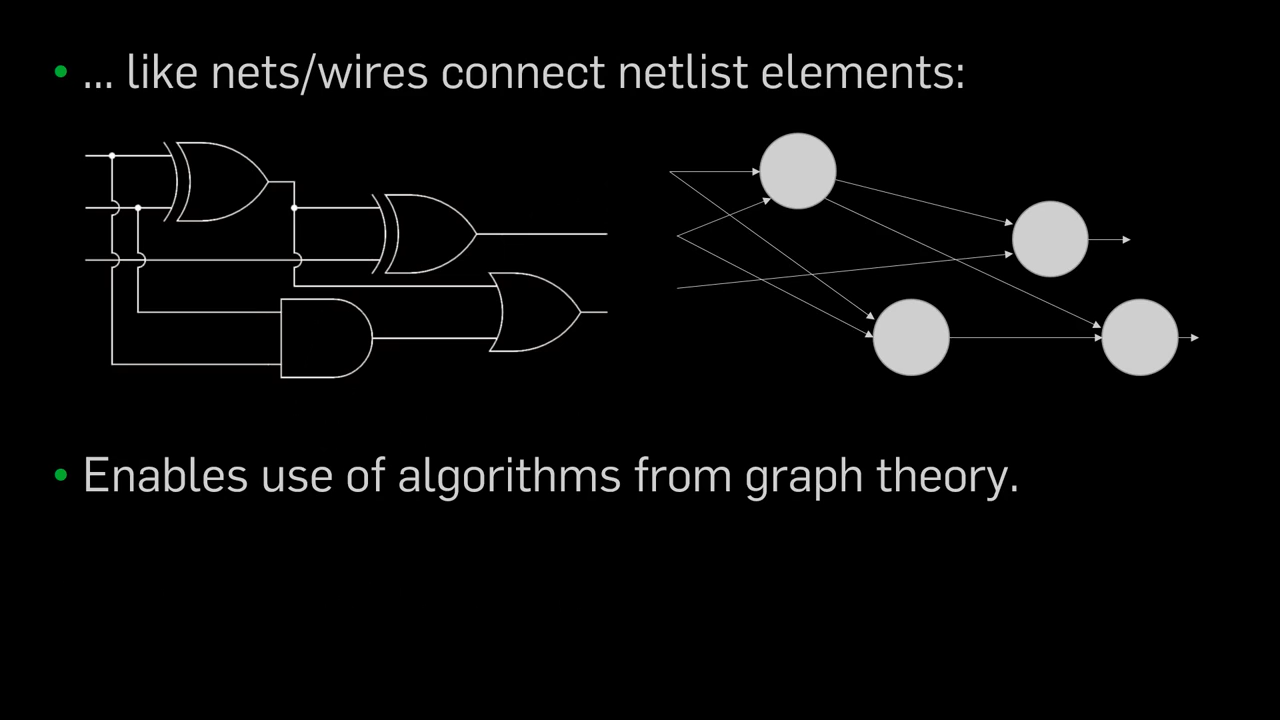 • ... like nets/wires connect netlist elements:
• Enables use of algorithms from graph theory.